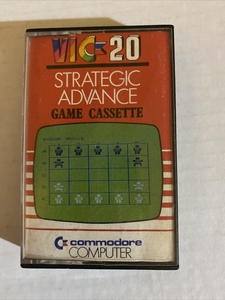 VIC-20
STRATEGIC
ADVANCE
GAME CASSETTE
commodore
COMPUTER